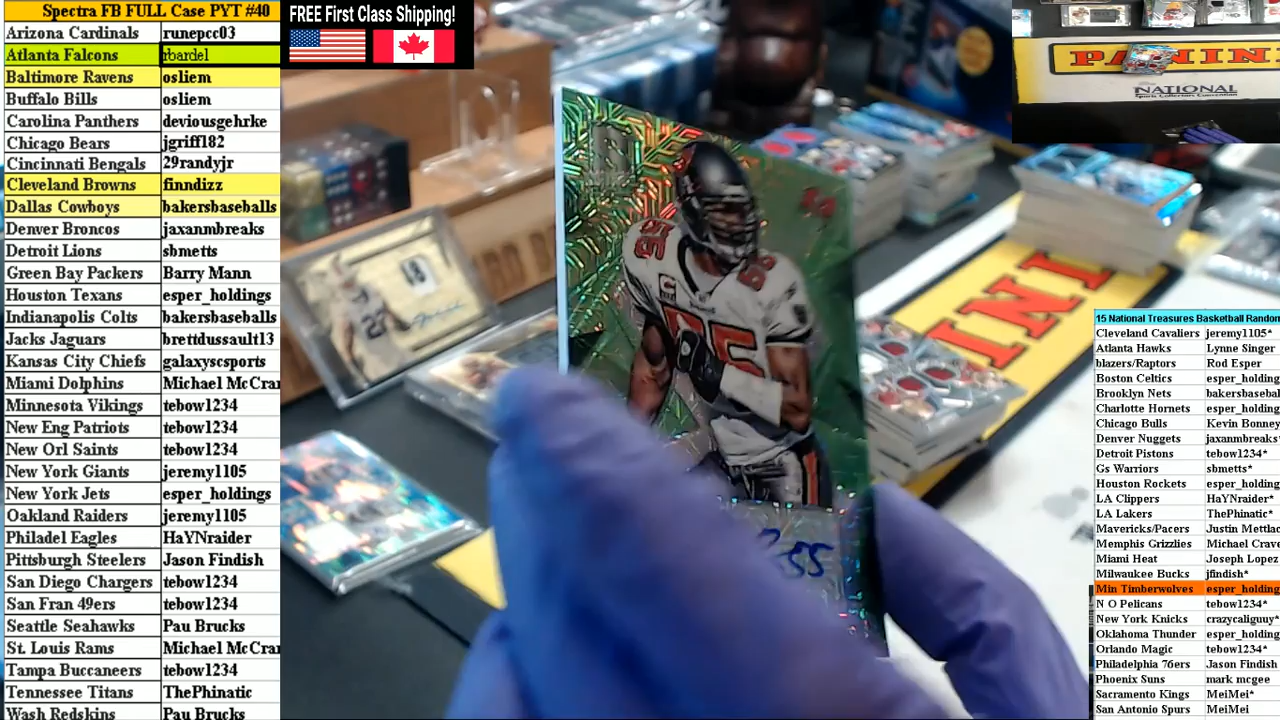 Spectra FB FULL Case PYT #40
Arizona Cardinals runepcc03
Atlanta Falcons rbardel
Baltimore Ravens osliem
Buffalo Bills osliem
Carolina Panthers deviousgehrke
Chicago Bears jgriff182
Cincinnati Bengals 29randyjr
Cleveland Browns finndizz
Dallas Cowboys bakersbaseballs
Denver Broncos jaxanmbreaks
Detroit Lions sbmetts
Green Bay Packers Barry Mann
Houston Texans esper_holdings
Indianapolis Colts bakersbaseballs
Jacks Jaguars brettdussault13
Kansas City Chiefs galaxyscsports
Miami Dolphins Michael McCra
Minnesota Vikings tebow1234
New Eng Patriots tebow1234
New Orl Saints tebow1234
New York Giants jeremy1105
New York Jets esper_holdings
Oakland Raiders jeremy1105
Philadel Eagles HaYNraider
Pittsburgh Steelers Jason Findish
San Diego Chargers tebow1234
San Fran 49ers tebow1234
Seattle Seahawks Pau Brucks
St. Louis Rams Michael McCra
Tampa Buccaneers tebow1234
Tennessee Titans ThePhinatic
Wash Redskins Pau Brucks
FREE First Class Shipping!
PANINI
NATIONAL
Sports Collectors Convention
55
55
INI
55
15 National Treasures Basketball Random
Cleveland Cavaliers jeremy1105*
Atlanta Hawks Lynne Singer
blazers/Raptors Rod Esper
Boston Celtics esper_holding
Brooklyn Nets bakersbasebal
Charlotte Hornets esper_holding
Chicago Bulls Kevin Bonney
Denver Nuggets jaxanmbreaks
Detroit Pistons tebow1234*
Gs Warriors sbmetts*
Houston Rockets esper_holding
LA Clippers HaYNraider*
LA Lakers ThePhinatic*
Mavericks/Pacers Justin Mettlac
Memphis Grizzlies Michael Crave
Miami Heat Joseph Lopez
Milwaukee Bucks jfindish*
Min Timberwolves esper_holding
N O Pelicans tebow1234*
New York Knicks crazycaliguuy*
Oklahoma Thunder esper_holding
Orlando Magic tebow1234*
Philadelphia 76ers Jason Findish
Phoenix Suns mark mcgee
Sacramento Kings MeiMei*
San Antonio Spurs MeiMei